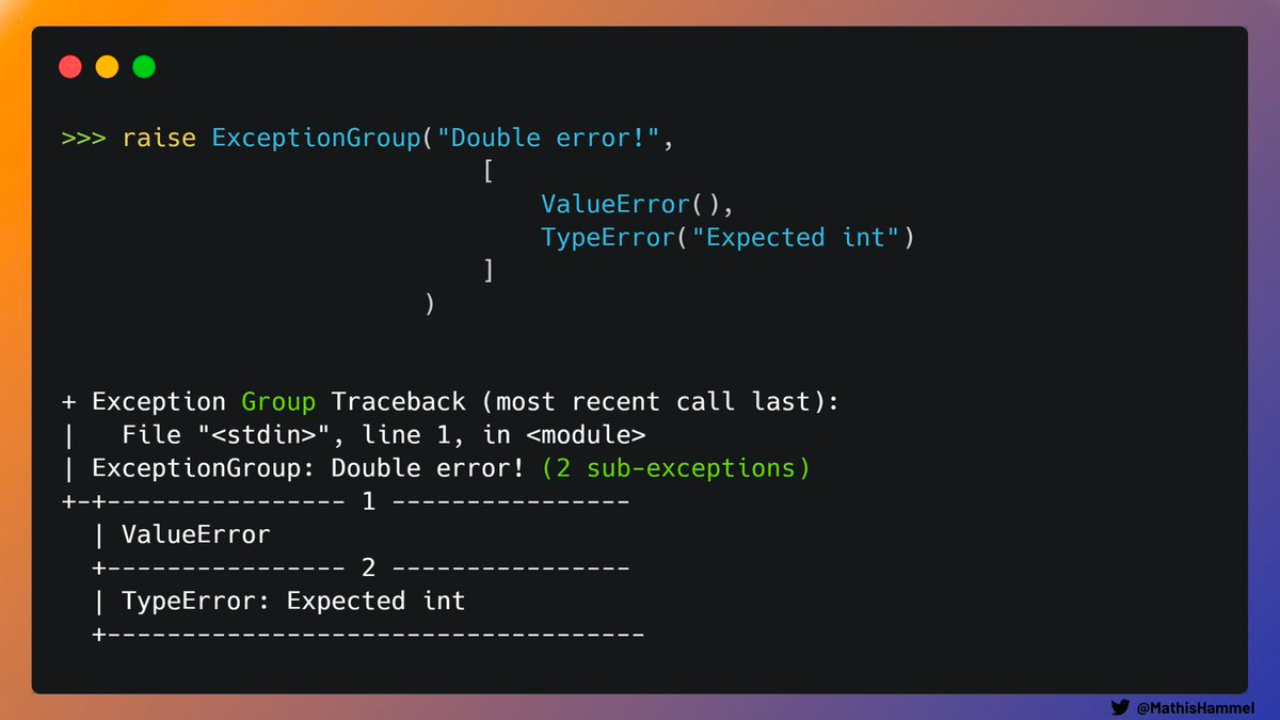 >>> raise ExceptionGroup("Double error!",
[
ValueError(),
TypeError("Expected int")
]
)
+ Exception Group Traceback (most recent call last):
|   File "<stdin>", line 1, in <module>
| ExceptionGroup: Double error! (2 sub-exceptions)
+-+---------------- 1 ----------------
| ValueError
+---------------- 2 ----------------
| TypeError: Expected int
+------------------------------------
@MathisHammel